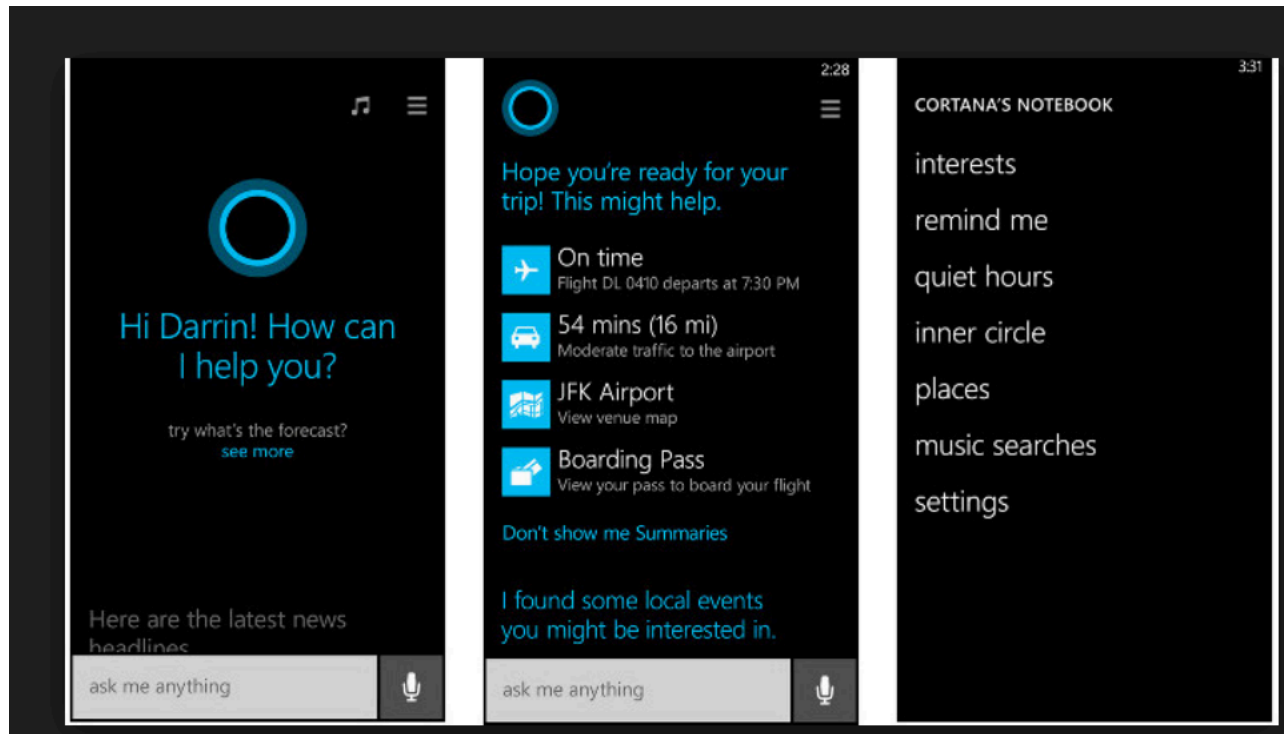 Hi Darrin! How can
I help you?
try what's the forecast?
see more
Here are the latest news
headlines
ask me anything
2:28
Hope you're ready for your
trip! This might help.
On time
Flight DL 0410 departs at 7:30 PM
54 mins (16 mi)
Moderate traffic to the airport
JFK Airport
View venue map
Boarding Pass
View your pass to board your flight
Don't show me Summaries
I found some local events
you might be interested in.
ask me anything
3:31
CORTANA'S NOTEBOOK
interests
remind me
quiet hours
inner circle
places
music searches
settings